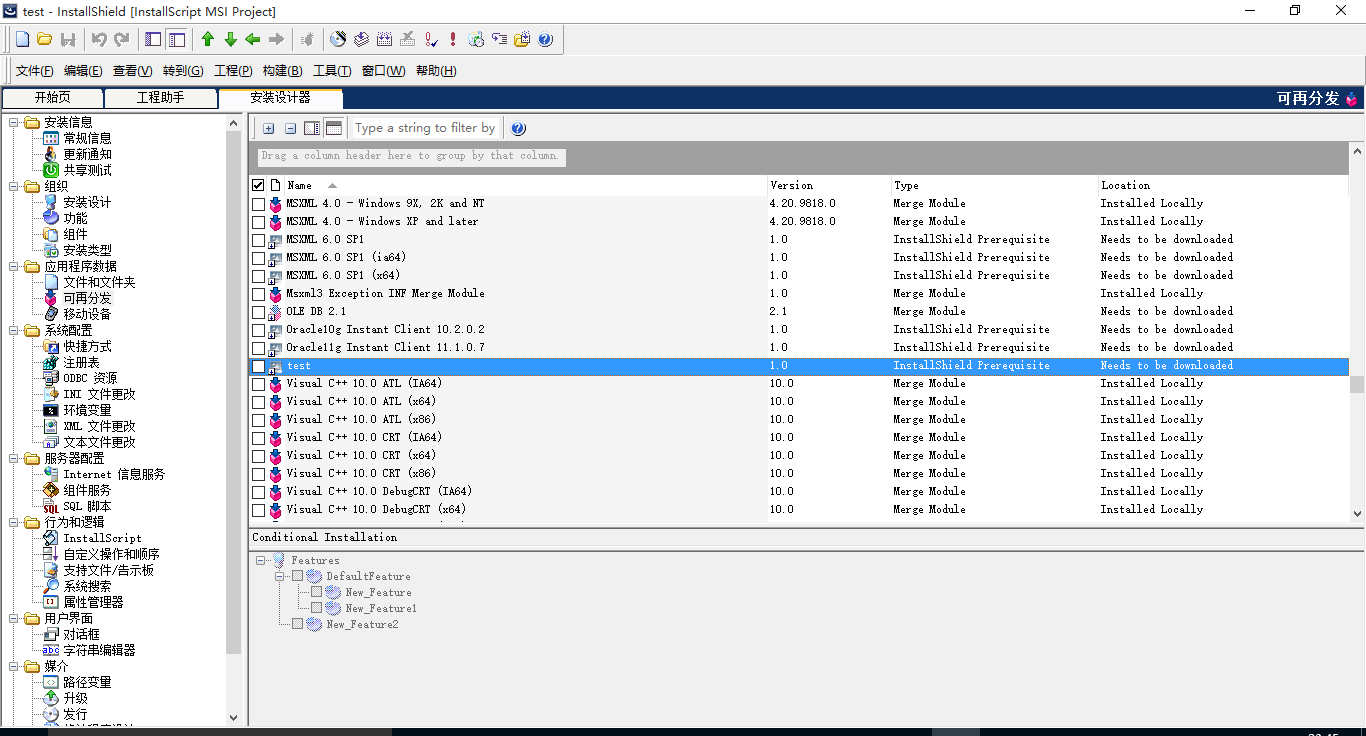 test - InstallShield [InstallScript MSI Project]
文件(F) 编辑(E) 查看(V) 转到(G) 工程(P) 构建(B) 工具(T) 窗口(W) 帮助(H)
开始页 工程助手 安装设计器 可再分发
安装信息
常规信息
更新通知
共享测试
组织
安装设计
功能
组件
安装类型
应用程序数据
文件和文件夹
可再分发
移动设备
系统配置
快捷方式
注册表
ODBC 资源
INI 文件更改
环境变量
XML 文件更改
文本文件更改
服务器配置
Internet 信息服务
组件服务
SQL 脚本
行为和逻辑
InstallScript
自定义操作和顺序
支持文件/告示板
系统搜索
属性管理器
用户界面
对话框
字符串编辑器
媒介
路径变量
升级
发行
Type a string to filter by
Drag a column header here to group by that column.
Name Version Type Location
MSXML 4.0 - Windows 9X, 2K and NT 4.20.9818.0 Merge Module Installed Locally
MSXML 4.0 - Windows XP and later 4.20.9818.0 Merge Module Installed Locally
MSXML 6.0 SP1 1.0 InstallShield Prerequisite Needs to be downloaded
MSXML 6.0 SP1 (ia64) 1.0 InstallShield Prerequisite Needs to be downloaded
MSXML 6.0 SP1 (x64) 1.0 InstallShield Prerequisite Needs to be downloaded
Msxml3 Exception INF Merge Module 1.0 Merge Module Installed Locally
OLE DB 2.1 2.1 Merge Module Needs to be downloaded
Oracle10g Instant Client 10.2.0.2 1.0 InstallShield Prerequisite Needs to be downloaded
Oracle11g Instant Client 11.1.0.7 1.0 InstallShield Prerequisite Needs to be downloaded
test 1.0 InstallShield Prerequisite Needs to be downloaded
Visual C++ 10.0 ATL (IA64) 10.0 Merge Module Installed Locally
Visual C++ 10.0 ATL (x64) 10.0 Merge Module Installed Locally
Visual C++ 10.0 ATL (x86) 10.0 Merge Module Installed Locally
Visual C++ 10.0 CRT (IA64) 10.0 Merge Module Installed Locally
Visual C++ 10.0 CRT (x64) 10.0 Merge Module Installed Locally
Visual C++ 10.0 CRT (x86) 10.0 Merge Module Installed Locally
Visual C++ 10.0 DebugCRT (IA64) 10.0 Merge Module Installed Locally
Visual C++ 10.0 DebugCRT (x64) 10.0 Merge Module Installed Locally
Conditional Installation
Features
DefaultFeature
New_Feature
New_Feature1
New_Feature2